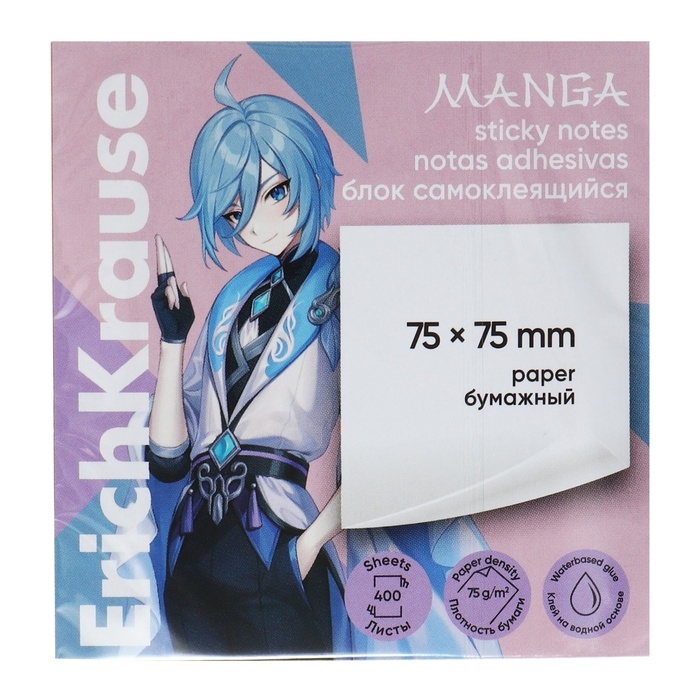 ErichKrause
MANGA
sticky notes
notas adhesivas
блок самоклеящийся
75 × 75 mm
paper
бумажный
Sheets
400
Листы
Paper density
75 g/m²
Плотность бумаги
Waterbased glue
Клей на водной основе